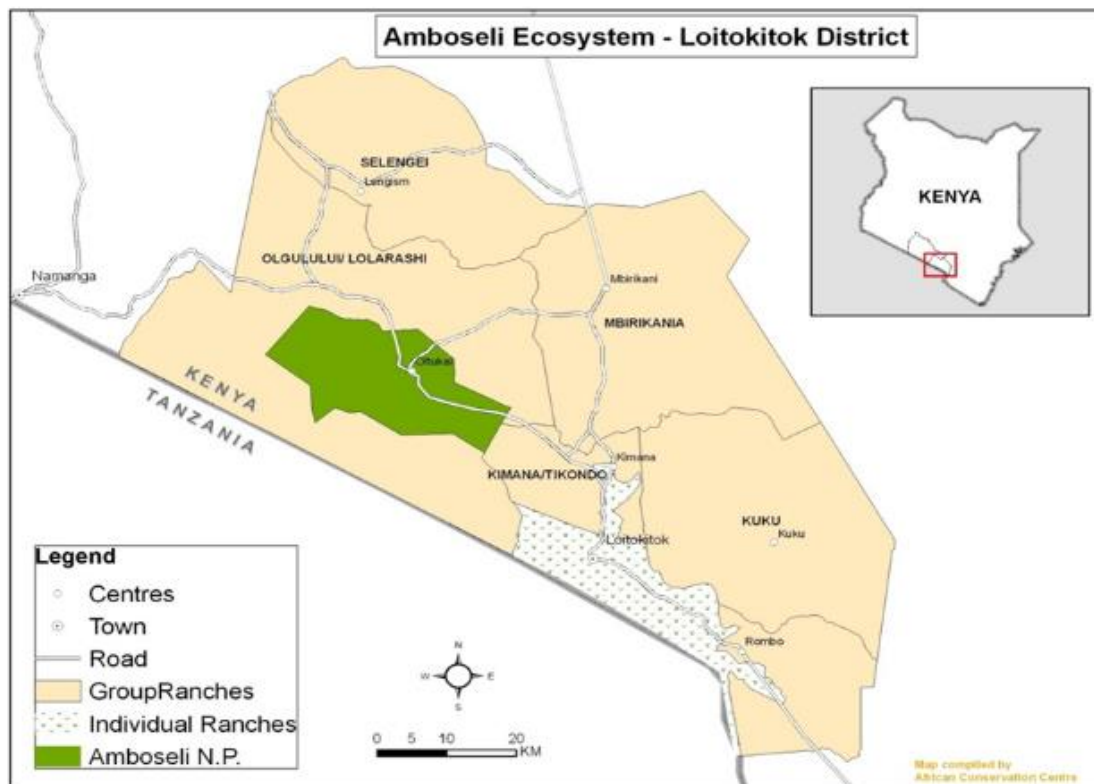 Amboseli Ecosystem - Loitokitok District
KENYA
SELENGEI
Lengism
OLGULULUI/ LOLARASHI
Namanga
Mbirikani
MBIRIKANIA
Oltukai
KENYA
TANZANIA
Kimana
KIMANA/TIKONDO
KUKU
Kuku
Loitokitok
Rombo
Legend
Centres
Town
Road
GroupRanches
Individual Ranches
Amboseli N.P.
N
W E
S
0 5 10 20
KM
Map compiled by
African Conservation Centre